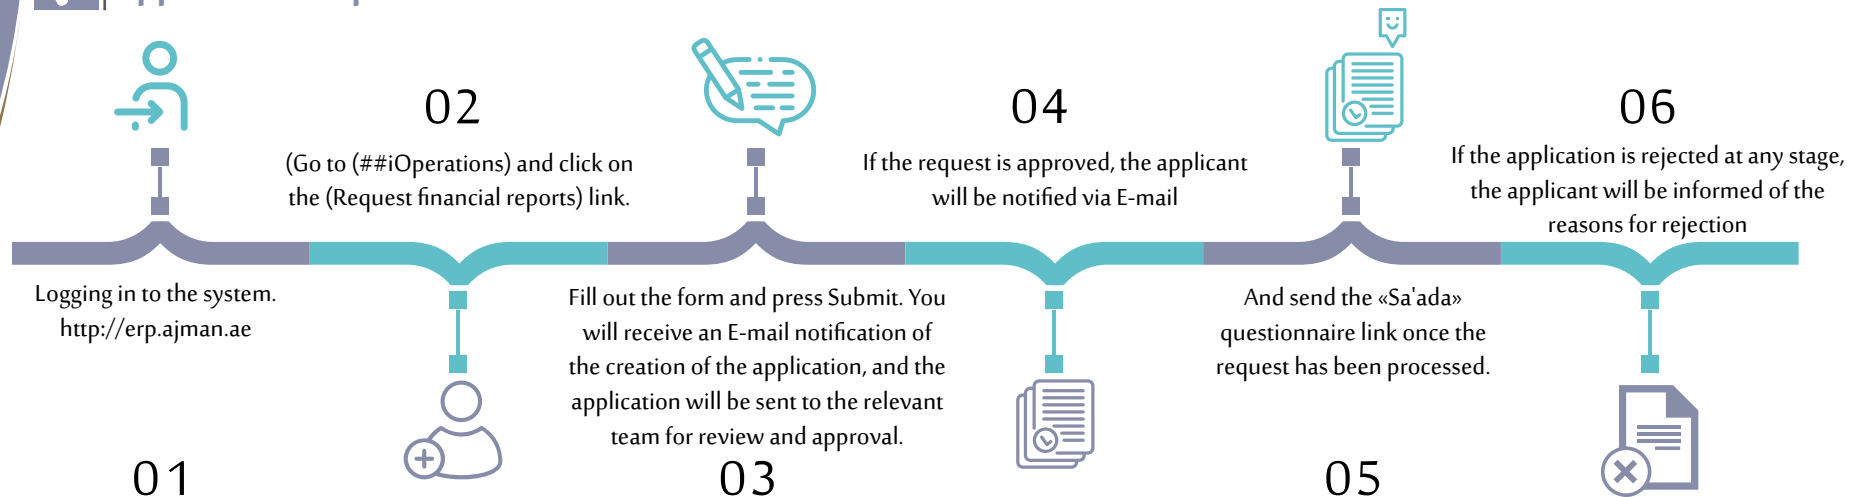 01
Logging in to the system.
http://erp.ajman.ae
02
(Go to (##iOperations) and click on
the (Request financial reports) link.
03
Fill out the form and press Submit. You
will receive an E-mail notification of
the creation of the application, and the
application will be sent to the relevant
team for review and approval.
04
If the request is approved, the applicant
will be notified via E-mail
05
And send the «Sa'ada»
questionnaire link once the
request has been processed.
06
If the application is rejected at any stage,
the applicant will be informed of the
reasons for rejection